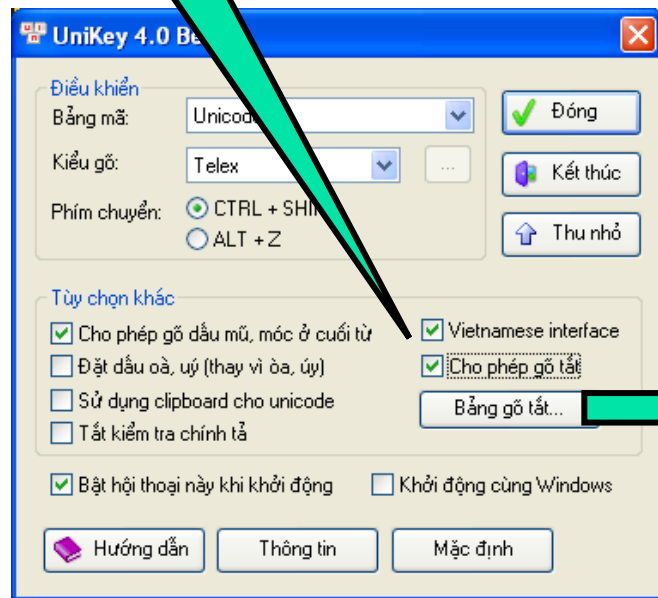 UniKey 4.0
Điều khiển
Bảng mã:
Đóng
Kiểu gõ:
Telex
...
Kết thúc
Phím chuyển:
CTRL +
ALT + Z
Thu nhỏ
Tùy chọn khác
Cho phép gõ dấu mũ, móc ở cuối từ
Vietnamese interface
Đặt dấu oà, uý (thay vì òa, úy)
Cho phép gõ tắt
Sử dụng clipboard cho unicode
Bảng gõ tắt...
Tắt kiểm tra chính tả
Bật hội thoại này khi khởi động
Khởi động cùng Windows
Hướng dẫn
Thông tin
Mặc định